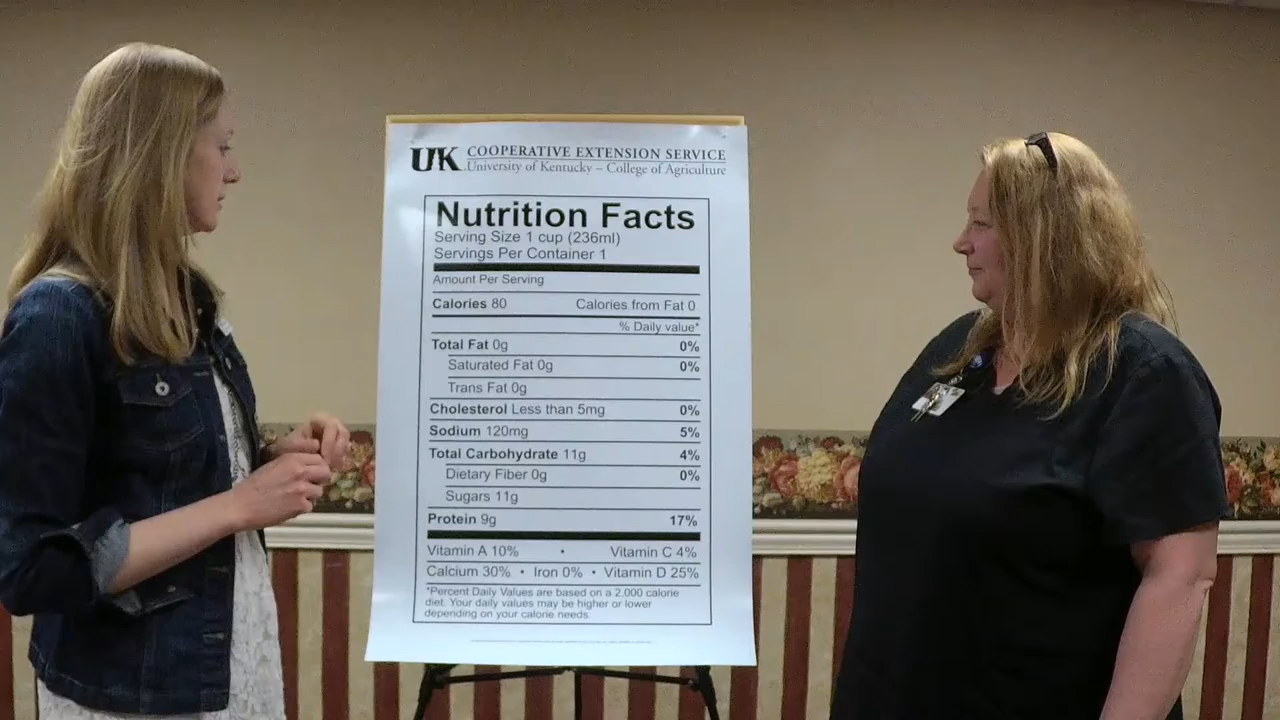 UK COOPERATIVE EXTENSION SERVICE
University of Kentucky – College of Agriculture
Nutrition Facts
Serving Size 1 cup (236ml)
Servings Per Container 1
Amount Per Serving
Calories 80 Calories from Fat 0
% Daily value*
Total Fat 0g 0%
Saturated Fat 0g 0%
Trans Fat 0g
Cholesterol Less than 5mg 0%
Sodium 120mg 5%
Total Carbohydrate 11g 4%
Dietary Fiber 0g 0%
Sugars 11g
Protein 9g 17%
Vitamin A 10% • Vitamin C 4%
Calcium 30% • Iron 0% • Vitamin D 25%
*Percent Daily Values are based on a 2,000 calorie
diet. Your daily values may be higher or lower
depending on your calorie needs.